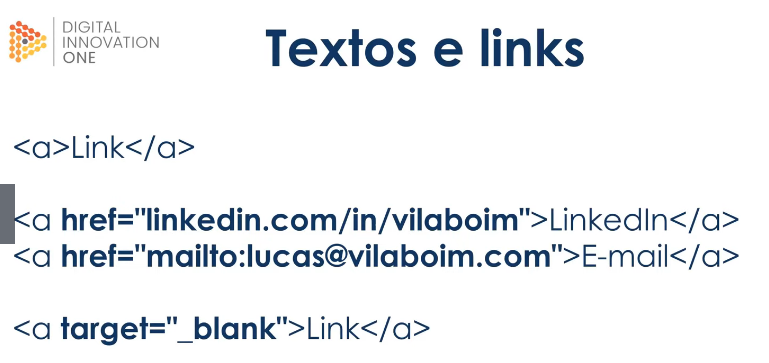 DIGITAL
INNOVATION
ONE
Textos e links
<a>Link</a>
<a href="linkedin.com/in/vilaboim">LinkedIn</a>
<a href="mailto:lucas@vilaboim.com">E-mail</a>
<a target="_blank">Link</a>